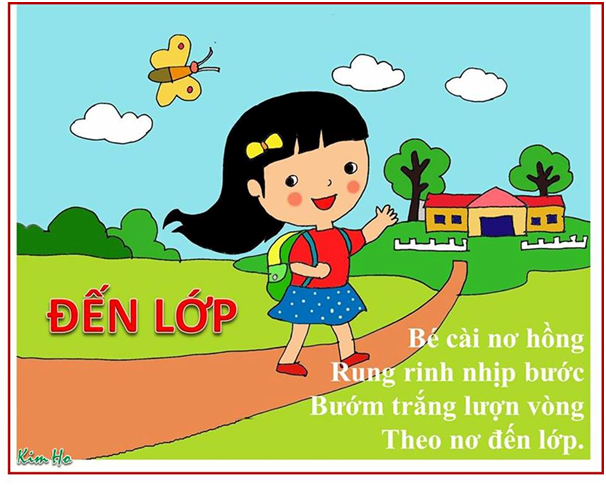 ĐẾN LỚP
Bé cài nơ hồng
Rung rinh nhịp bước
Bướm trắng lượn vòng
Theo nơ đến lớp.
Kim Ho